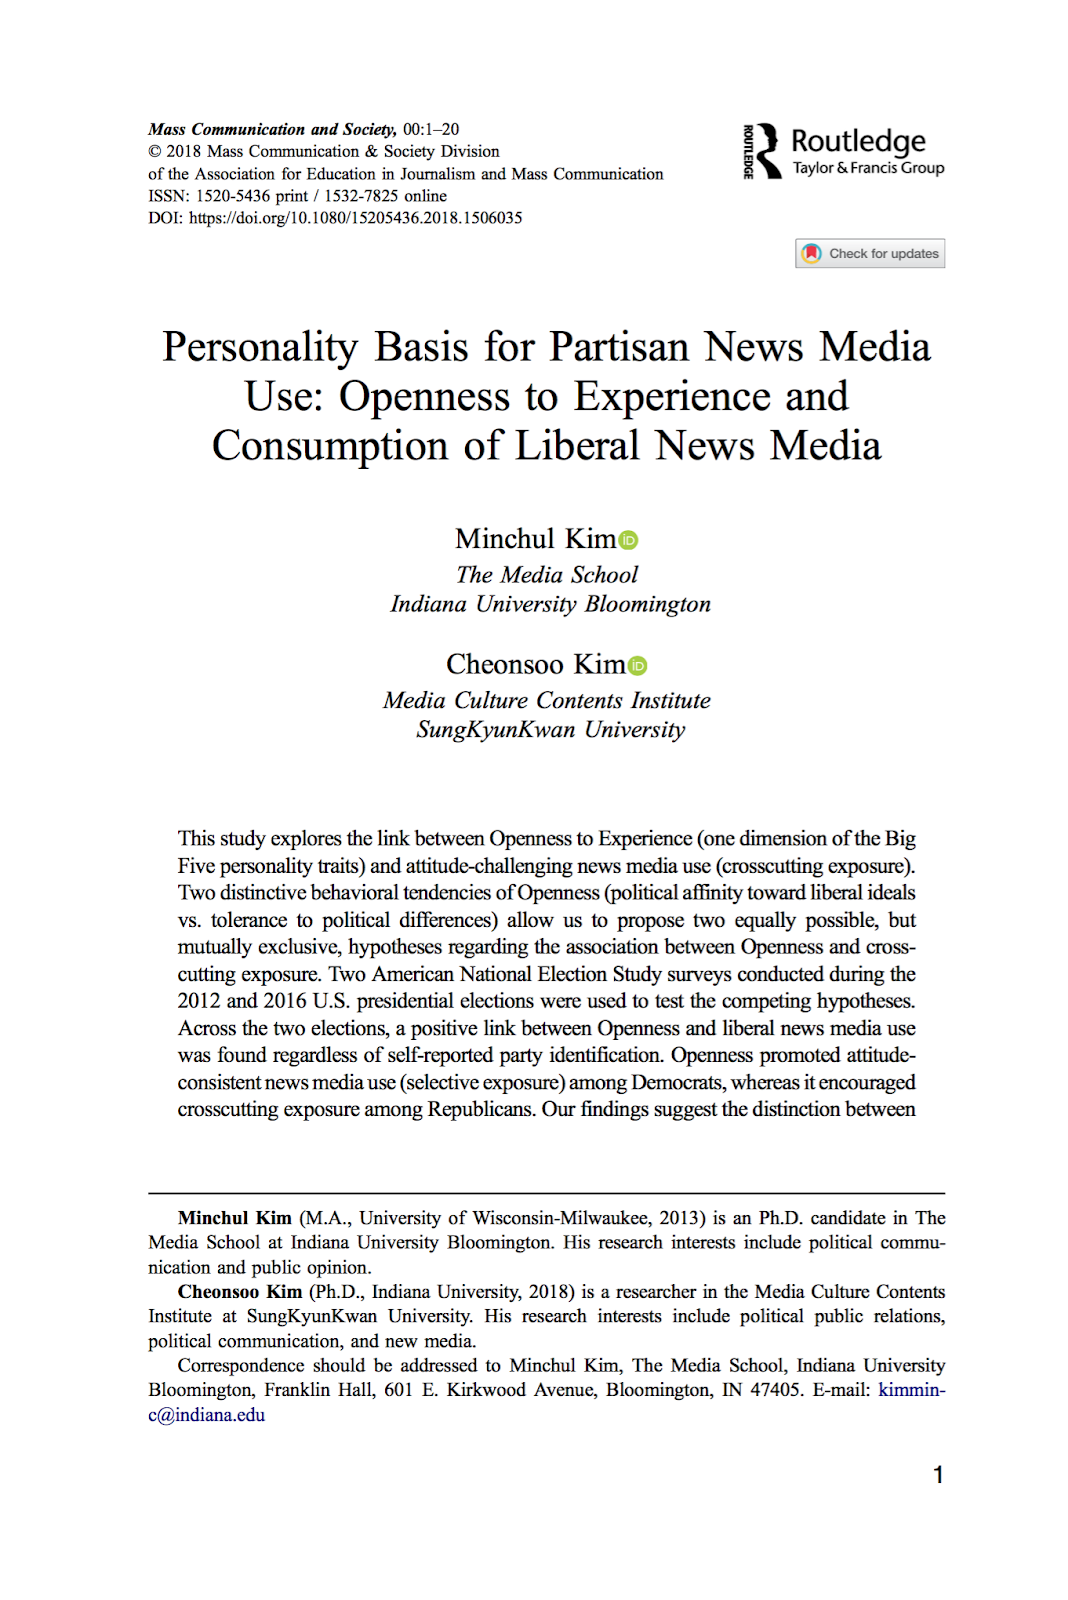 Mass Communication and Society, 00:1–20
© 2018 Mass Communication & Society Division
of the Association for Education in Journalism and Mass Communication
ISSN: 1520-5436 print / 1532-7825 online
DOI: https://doi.org/10.1080/15205436.2018.1506035
ROUTLEDGE
Routledge
Taylor & Francis Group
Check for updates
Personality Basis for Partisan News Media
Use: Openness to Experience and
Consumption of Liberal News Media
Minchul Kim iD
The Media School
Indiana University Bloomington
Cheonsoo Kim iD
Media Culture Contents Institute
SungKyunKwan University
This study explores the link between Openness to Experience (one dimension of the Big
Five personality traits) and attitude-challenging news media use (crosscutting exposure).
Two distinctive behavioral tendencies of Openness (political affinity toward liberal ideals
vs. tolerance to political differences) allow us to propose two equally possible, but
mutually exclusive, hypotheses regarding the association between Openness and cross-
cutting exposure. Two American National Election Study surveys conducted during the
2012 and 2016 U.S. presidential elections were used to test the competing hypotheses.
Across the two elections, a positive link between Openness and liberal news media use
was found regardless of self-reported party identification. Openness promoted attitude-
consistent news media use (selective exposure) among Democrats, whereas it encouraged
crosscutting exposure among Republicans. Our findings suggest the distinction between
Minchul Kim (M.A., University of Wisconsin-Milwaukee, 2013) is an Ph.D. candidate in The
Media School at Indiana University Bloomington. His research interests include political commu-
nication and public opinion.
Cheonsoo Kim (Ph.D., Indiana University, 2018) is a researcher in the Media Culture Contents
Institute at SungKyunKwan University. His research interests include political public relations,
political communication, and new media.
Correspondence should be addressed to Minchul Kim, The Media School, Indiana University
Bloomington, Franklin Hall, 601 E. Kirkwood Avenue, Bloomington, IN 47405. E-mail: kimmin-
c@indiana.edu
1